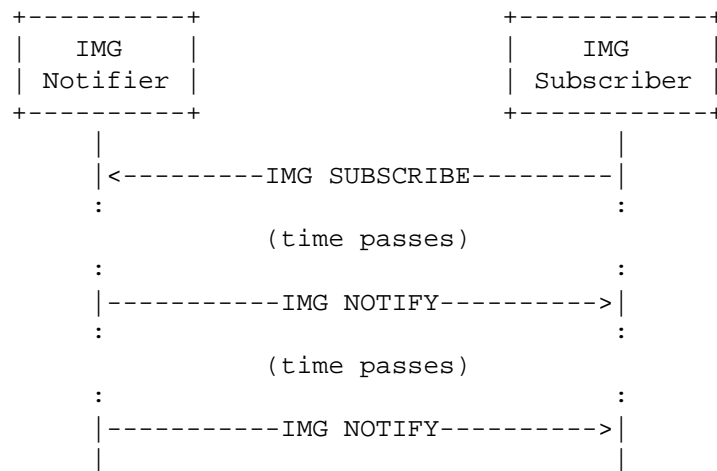 +----------+                    +------------+
|   IMG    |                    |    IMG     |
| Notifier |                    | Subscriber |
+----------+                    +------------+
     |                                |
     |<---------IMG SUBSCRIBE---------|
     :                                :
               (time passes)
     :                                :
     |-----------IMG NOTIFY---------->|
     :                                :
               (time passes)
     :                                :
     |-----------IMG NOTIFY---------->|
     |                                |